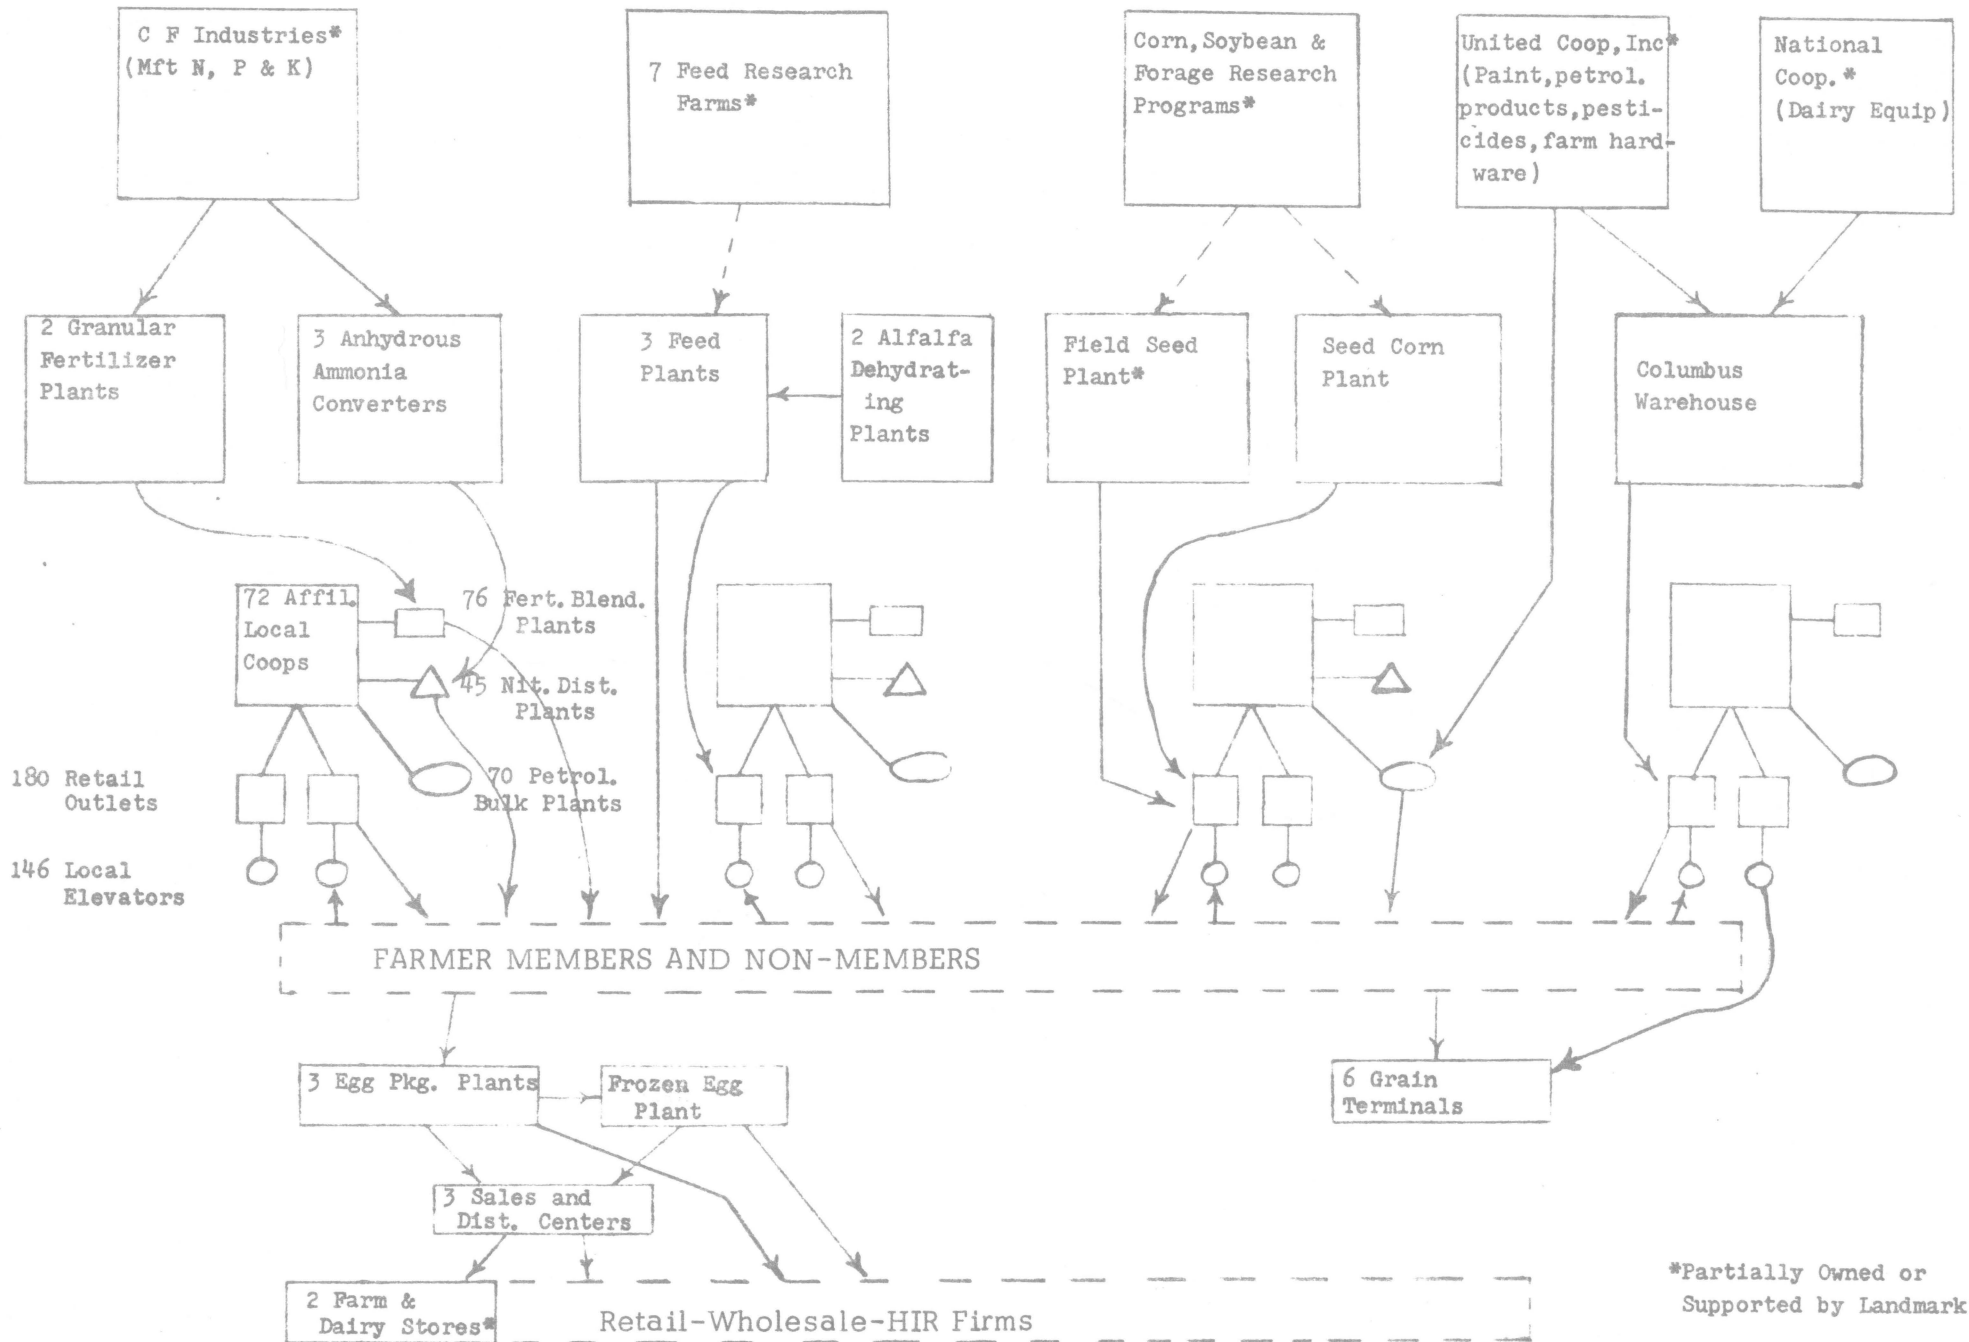 C F Industries*
(Mft N, P & K)
7 Feed Research
Farms*
Corn,Soybean &
Forage Research
Programs*
United Coop,Inc*
(Paint,petrol.
products,pesti-
cides,farm hard-
ware)
National
Coop.*
(Dairy Equip)
2 Granular
Fertilizer
Plants
3 Anhydrous
Ammonia
Converters
3 Feed
Plants
2 Alfalfa
Dehydrat-
ing
Plants
Field Seed
Plant*
Seed Corn
Plant
Columbus
Warehouse
72 Affil.
Local
Coops
76 Fert.Blend.
Plants
45 Nit.Dist.
Plants
70 Petrol.
Bulk Plants
180 Retail
Outlets
146 Local
Elevators
FARMER MEMBERS AND NON-MEMBERS
3 Egg Pkg. Plants
Frozen Egg
Plant
6 Grain
Terminals
3 Sales and
Dist. Centers
2 Farm &
Dairy Stores*
Retail-Wholesale-HIR Firms
*Partially Owned or
Supported by Landmark